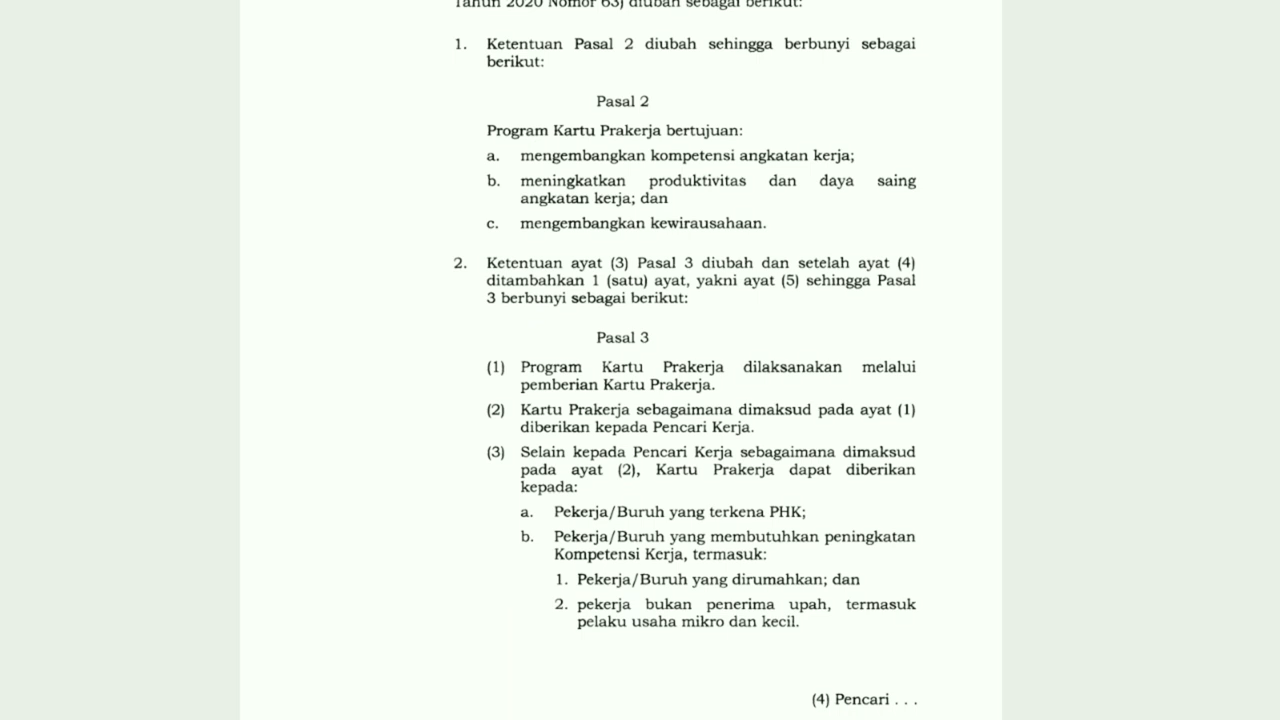 Tahun 2020 Nomor 63) diubah sebagai berikut:
1. Ketentuan Pasal 2 diubah sehingga berbunyi sebagai
berikut:
Pasal 2
Program Kartu Prakerja bertujuan:
a. mengembangkan kompetensi angkatan kerja;
b. meningkatkan produktivitas dan daya saing
angkatan kerja; dan
c. mengembangkan kewirausahaan.
2. Ketentuan ayat (3) Pasal 3 diubah dan setelah ayat (4)
ditambahkan 1 (satu) ayat, yakni ayat (5) sehingga Pasal
3 berbunyi sebagai berikut:
Pasal 3
(1) Program Kartu Prakerja dilaksanakan melalui
pemberian Kartu Prakerja.
(2) Kartu Prakerja sebagaimana dimaksud pada ayat (1)
diberikan kepada Pencari Kerja.
(3) Selain kepada Pencari Kerja sebagaimana dimaksud
pada ayat (2), Kartu Prakerja dapat diberikan
kepada:
a. Pekerja/Buruh yang terkena PHK;
b. Pekerja/Buruh yang membutuhkan peningkatan
Kompetensi Kerja, termasuk:
1. Pekerja/Buruh yang dirumahkan; dan
2. pekerja bukan penerima upah, termasuk
pelaku usaha mikro dan kecil.
(4) Pencari . . .